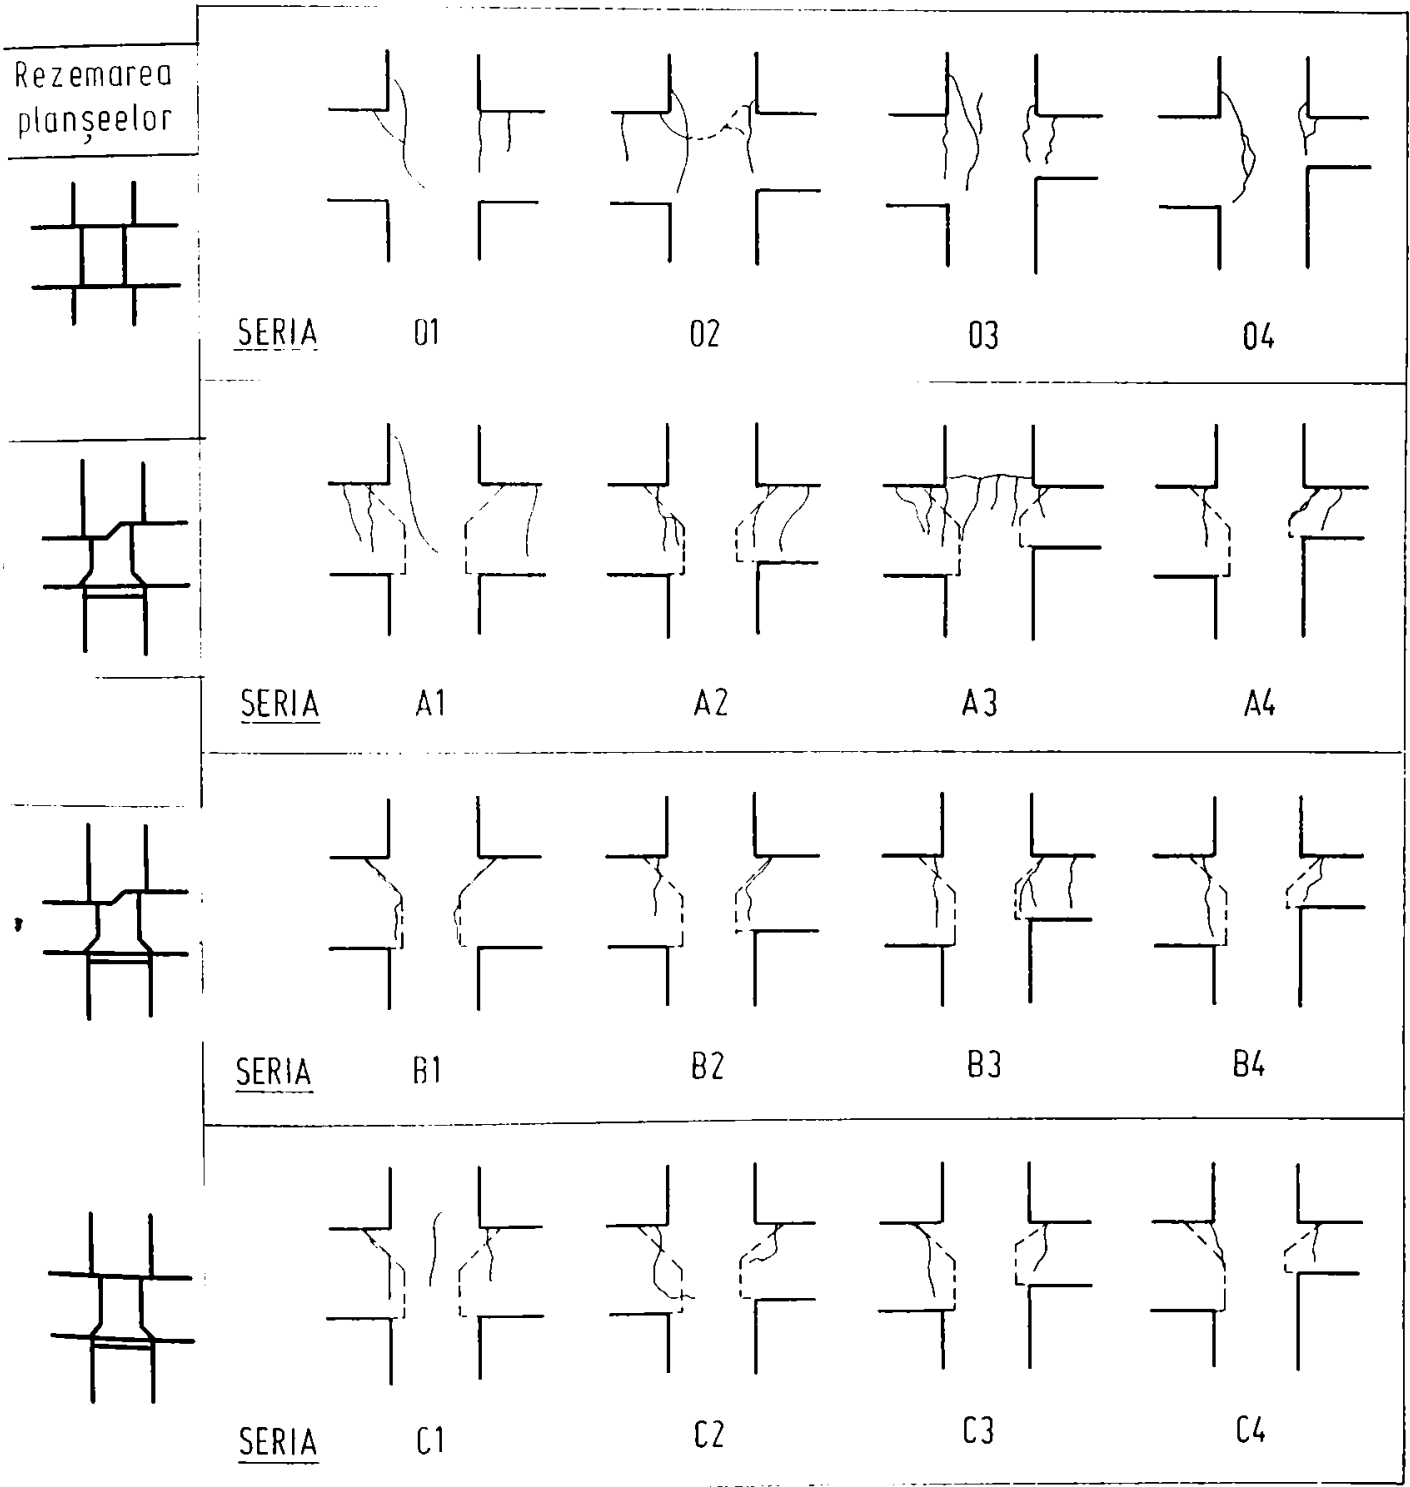 Rezemarea
planșeelor
SERIA 01 02 03 04
SERIA A1 A2 A3 A4
SERIA B1 B2 B3 B4
SERIA C1 C2 C3 C4